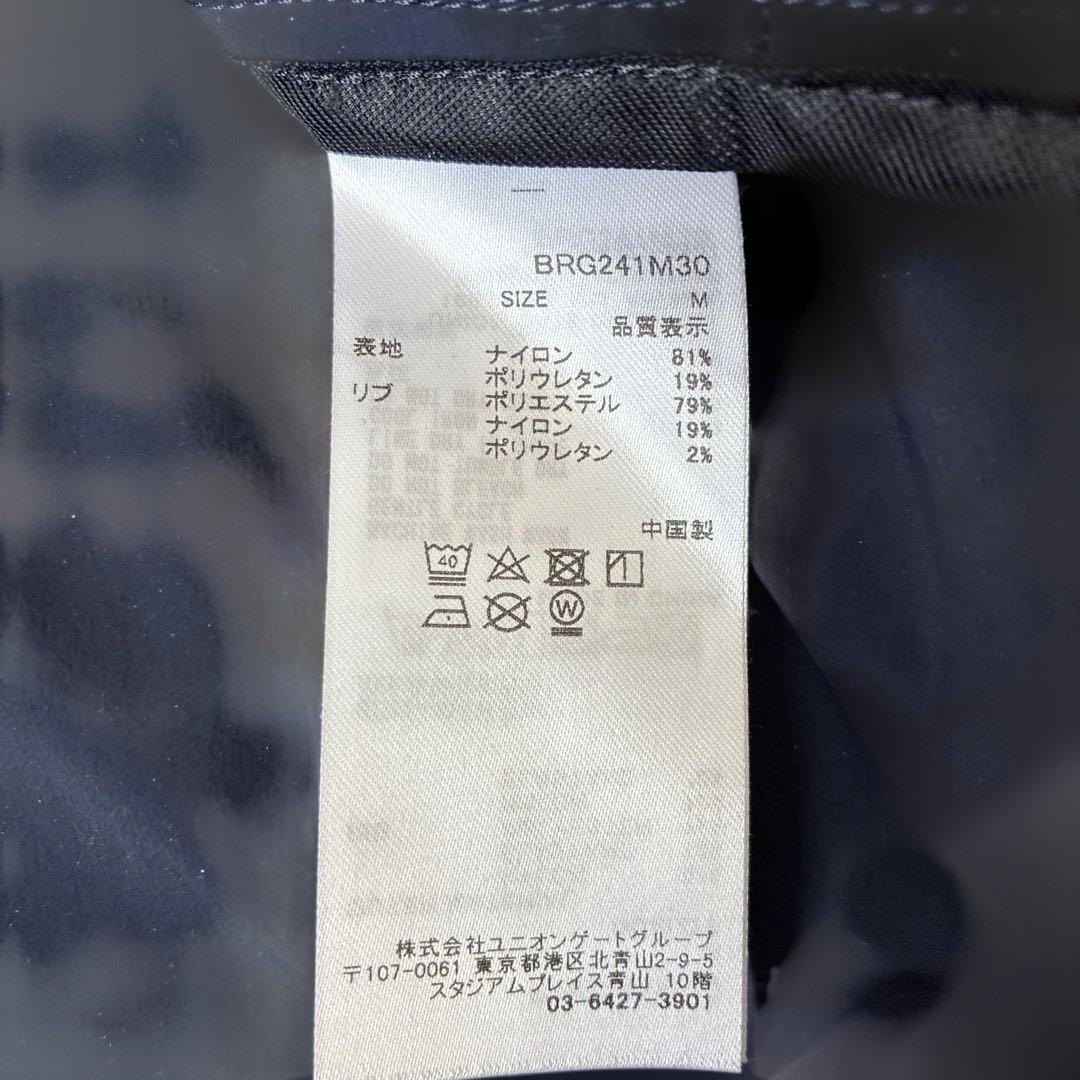 BRG241M30
SIZE M
品質表示
表地 ナイロン 81%
ポリウレタン 19%
リブ ポリエステル 79%
ナイロン 19%
ポリウレタン 2%
中国製
40
W
株式会社ユニオンゲートグループ
〒107-0061 東京都港区北青山2-9-5
スタジアムプレイス青山 10階
03-6427-3901